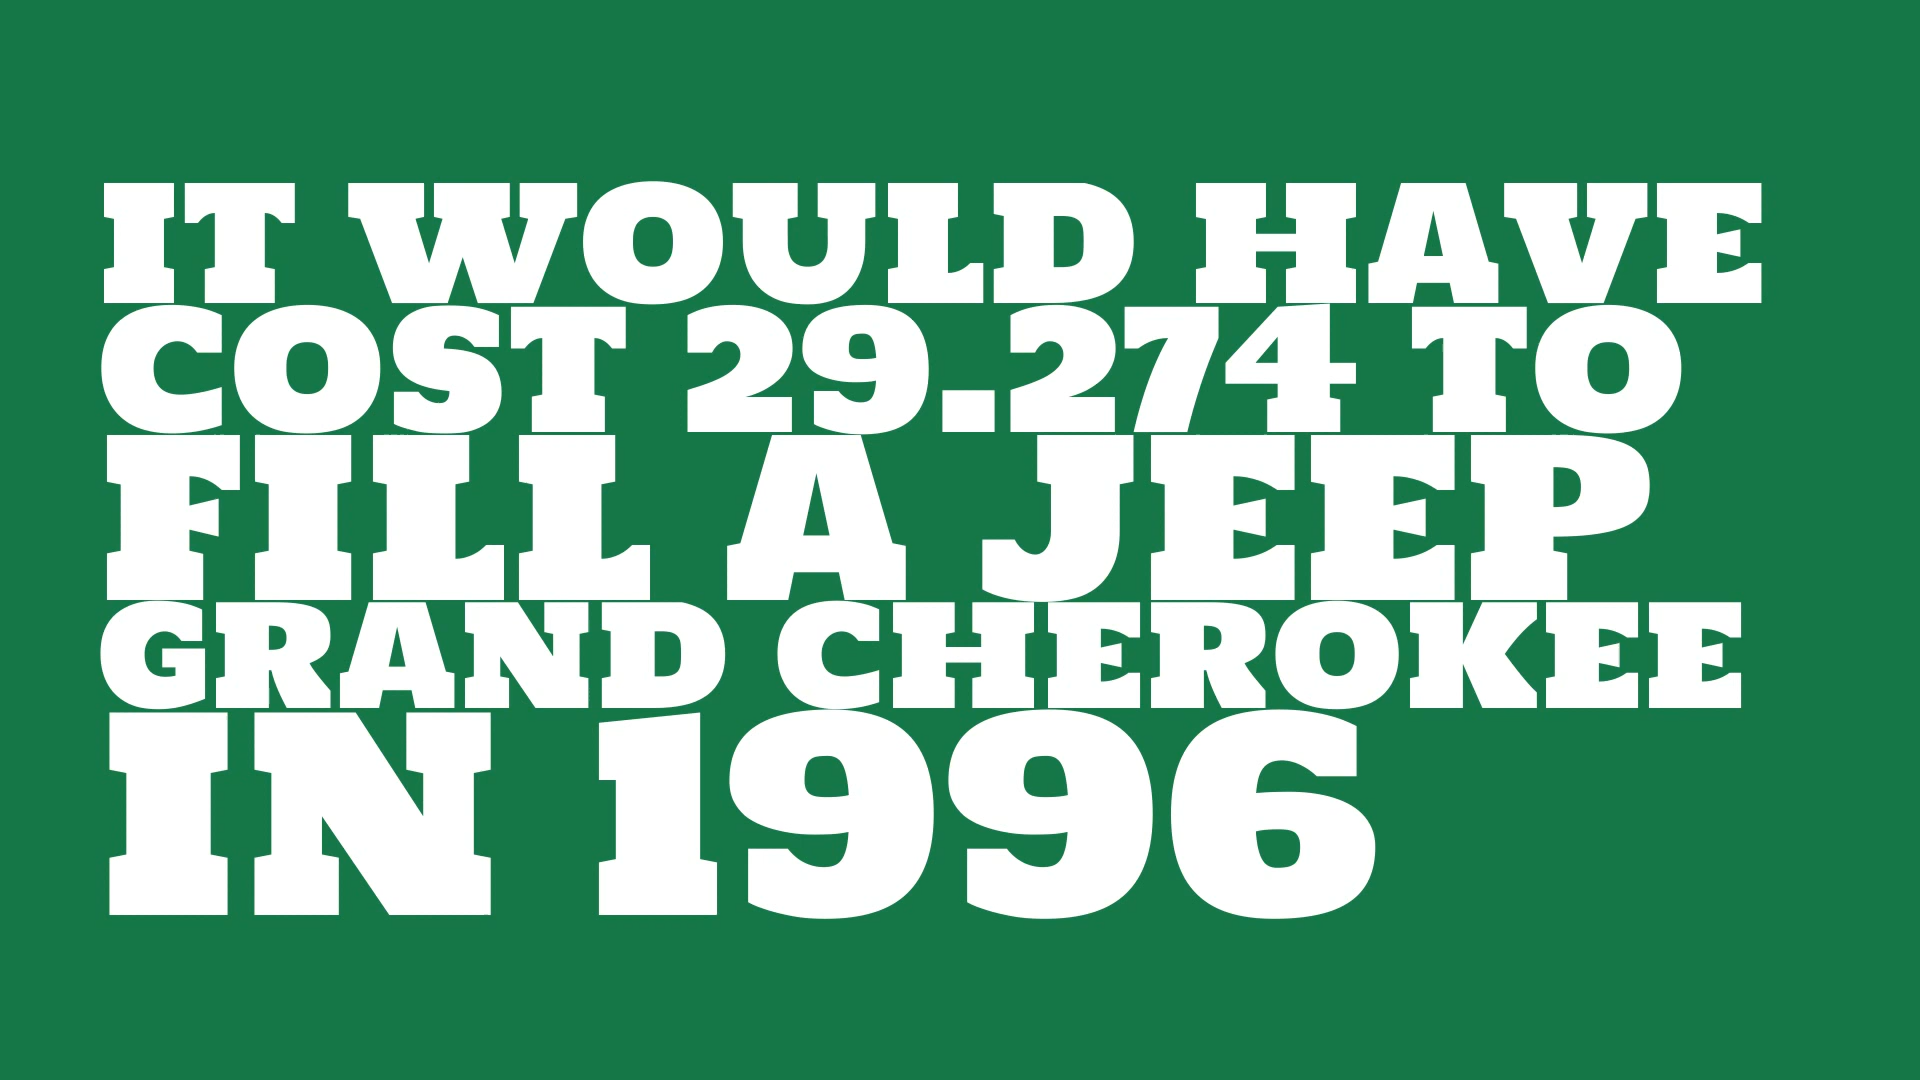 IT WOULD HAVE
COST 29.274 TO
FILL A JEEP
GRAND CHEROKEE
IN 1996